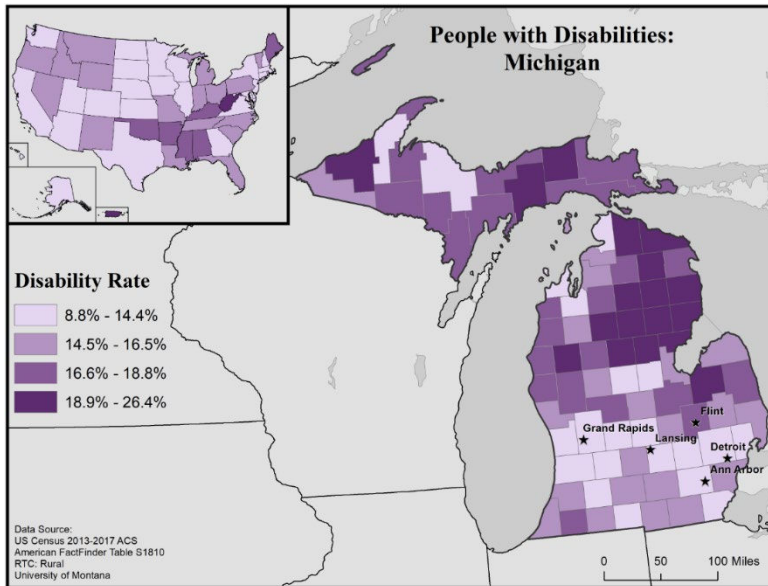 People with Disabilities:
Michigan
Disability Rate
8.8% - 14.4%
14.5% - 16.5%
16.6% - 18.8%
18.9% - 26.4%
Flint
Grand Rapids
Lansing
Detroit
Ann Arbor
Data Source:
US Census 2013-2017 ACS
American FactFinder Table S1810
RTC: Rural
University of Montana
0 50 100 Miles